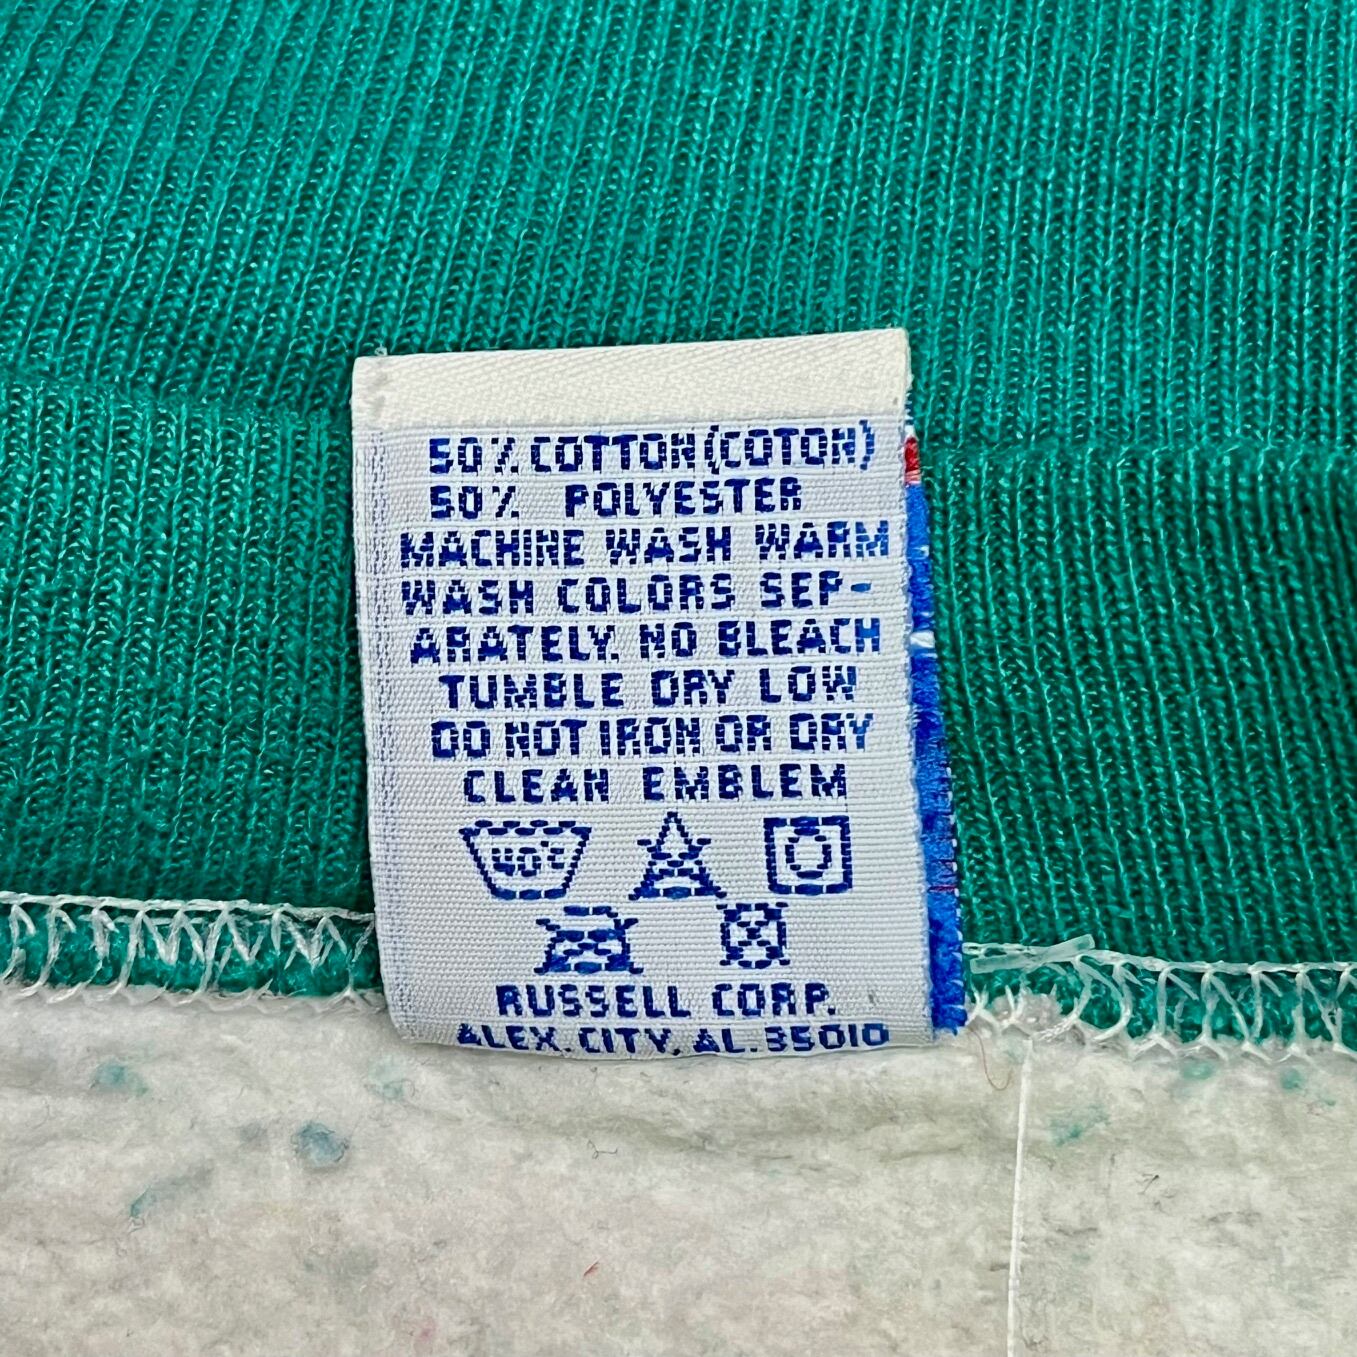 50% COTTON (COTON)
50% POLYESTER
MACHINE WASH WARM
WASH COLORS SEP-
ARATELY. NO BLEACH
TUMBLE DRY LOW
DO NOT IRON OR DRY
CLEAN EMBLEM
40°C
RUSSELL CORP.
ALEX. CITY, AL. 35010